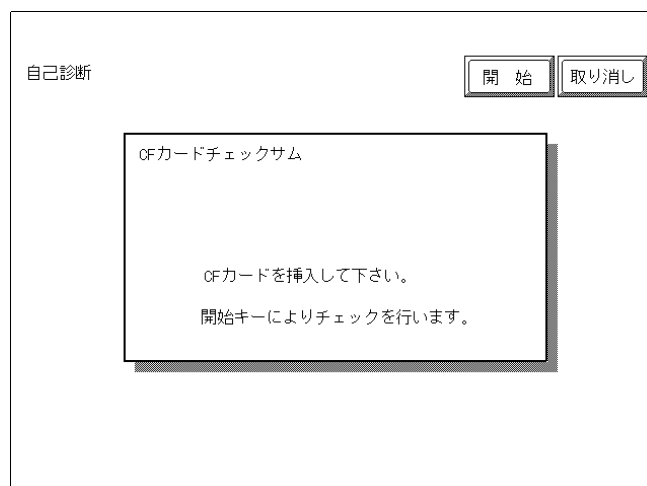 自己診断
開　始
取り消し
CFカードチェックサム
CFカードを挿入して下さい。
開始キーによりチェックを行います。